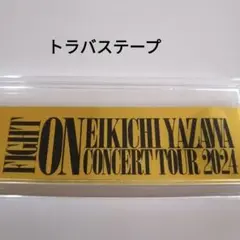 トラバステープ
FIGHT
ON EIKICHI YAZAWA
CONCERT TOUR 2024